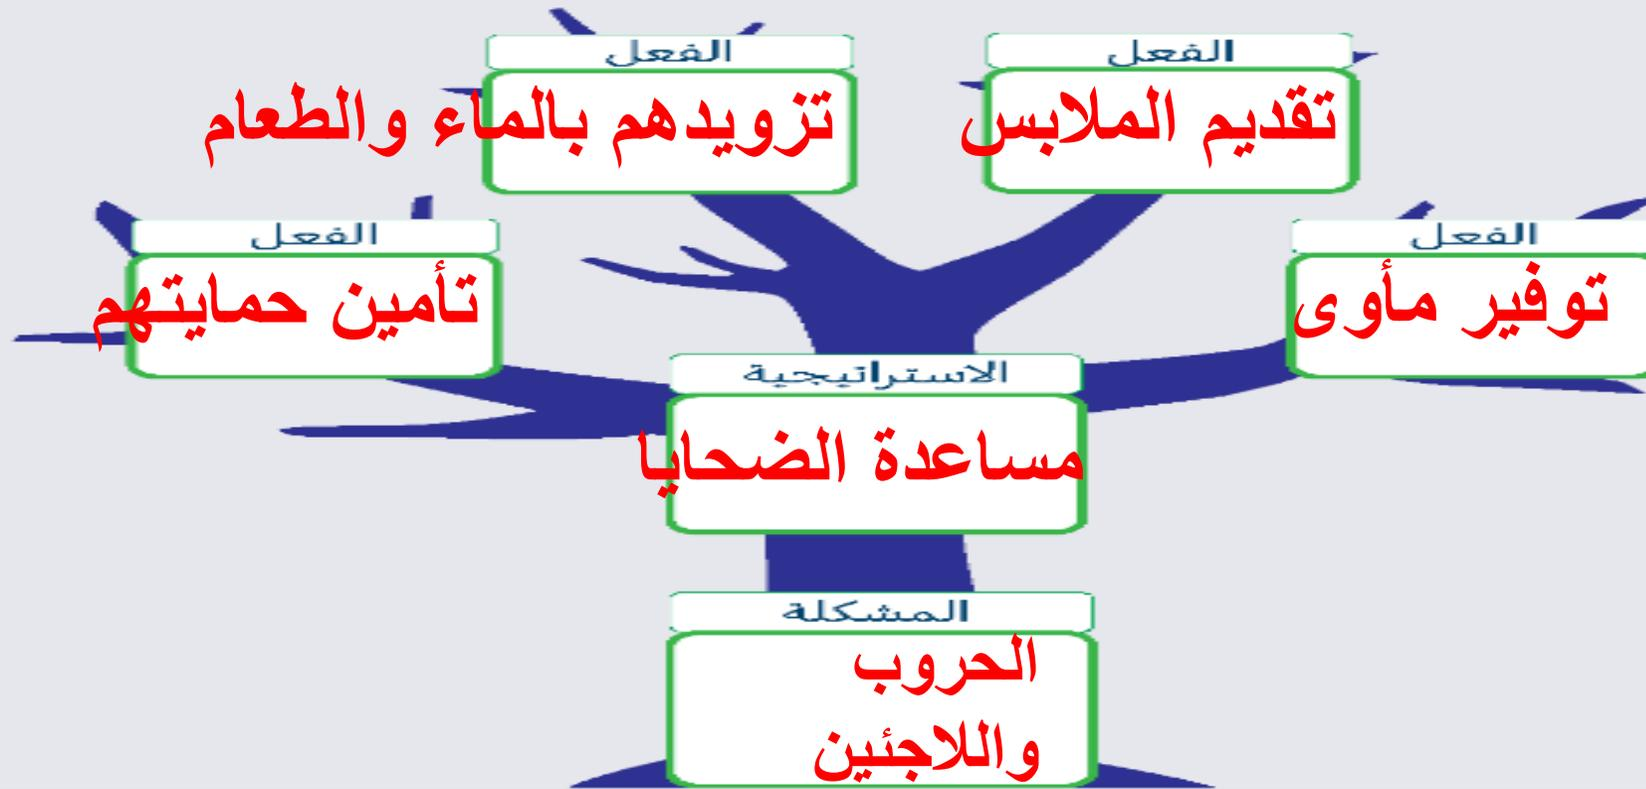 الفعل
تقديم الملابس
الفعل
تزويدهم بالماء والطعام
الفعل
توفير مأوى
الفعل
تأمين حمايتهم
الاستراتيجية
مساعدة الضحايا
المشكلة
الحروب
واللاجئين